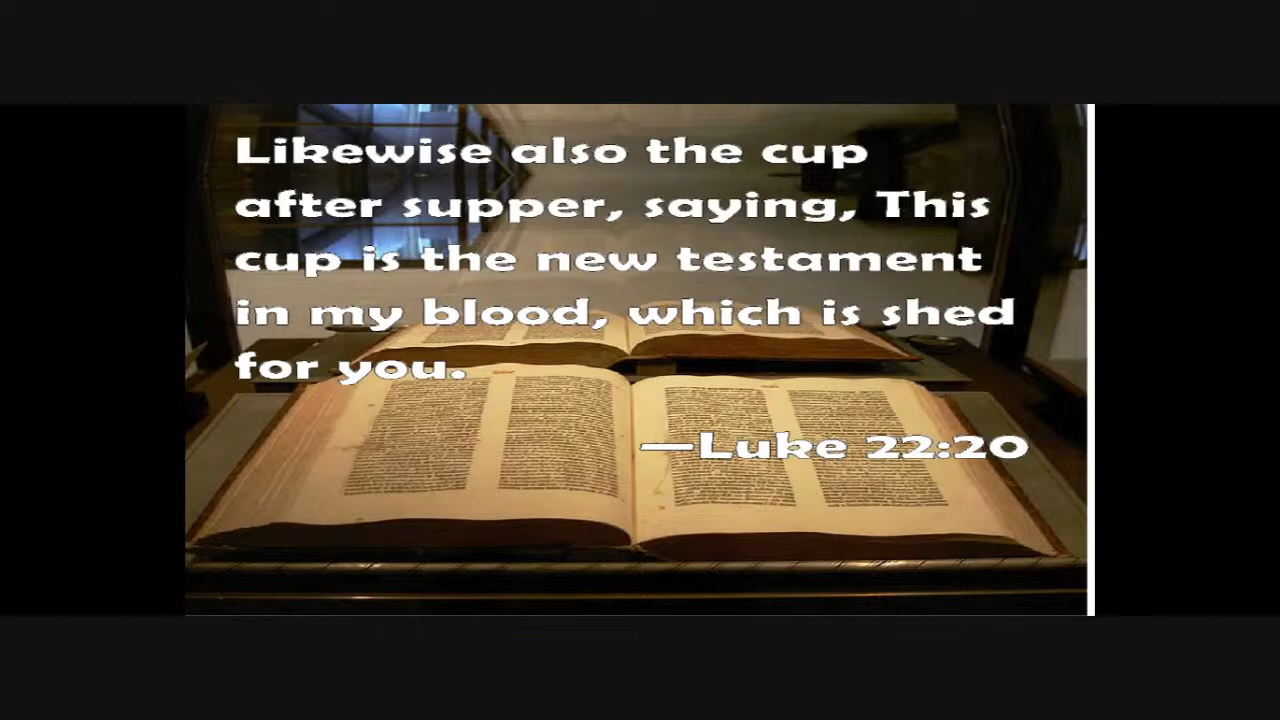 Likewise also the cup
after supper, saying, This
cup is the new testament
in my blood, which is shed
for you.
—Luke 22:20